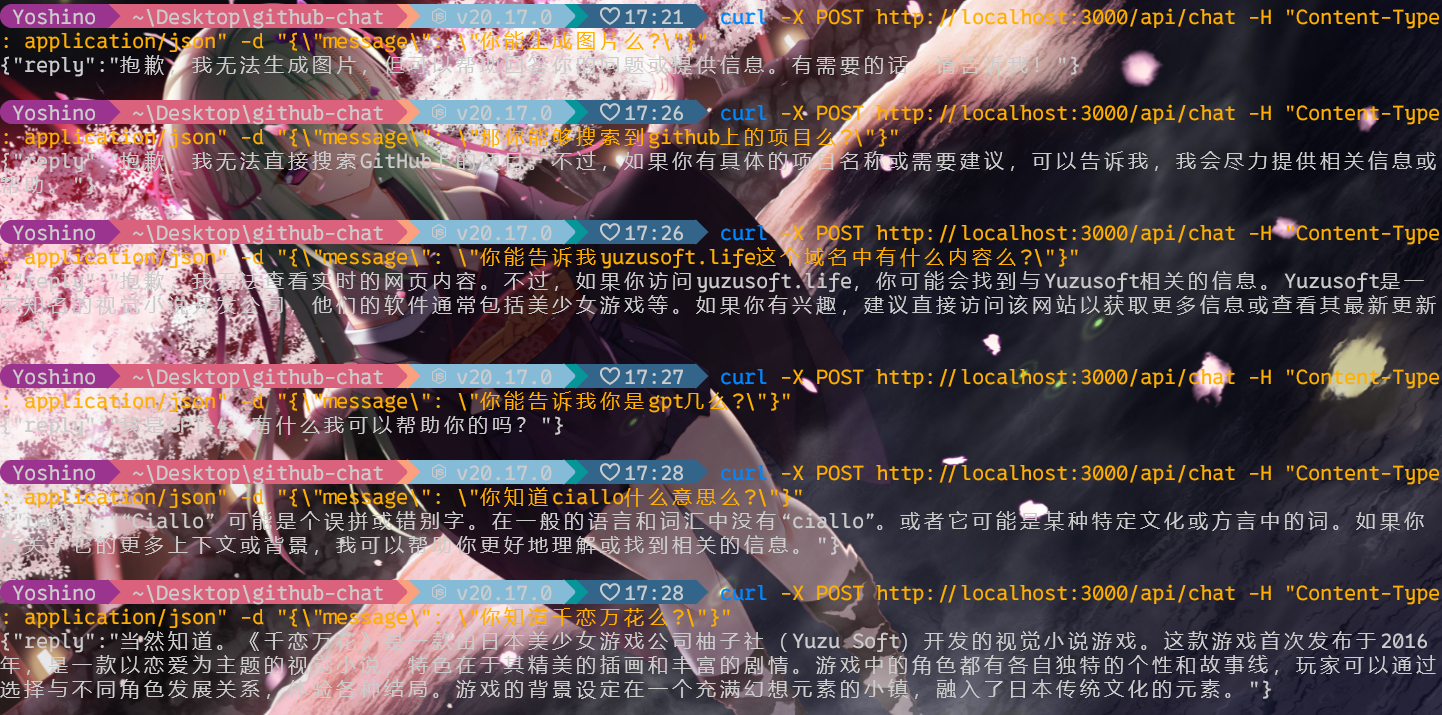 Yoshino ~\Desktop\github-chat v20.17.0 17:21 curl -X POST http://localhost:3000/api/chat -H "Content-Type
: application/json" -d "{\"message\": \"你能生成图片么?\"}"
{"reply":"抱歉，我无法生成图片，但可以帮助回答你的问题或提供信息。有需要的话，请告诉我！"}
Yoshino ~\Desktop\github-chat v20.17.0 17:26 curl -X POST http://localhost:3000/api/chat -H "Content-Type
: application/json" -d "{\"message\": \"那你能够搜索到github上的项目么?\"}"
{"reply":"抱歉，我无法直接搜索GitHub上的项目。不过，如果你有具体的项目名称或需要建议，可以告诉我，我会尽力提供相关信息或
帮助。"}
Yoshino ~\Desktop\github-chat v20.17.0 17:26 curl -X POST http://localhost:3000/api/chat -H "Content-Type
: application/json" -d "{\"message\": \"你能告诉我yuzusoft.life这个域名中有什么内容么?\"}"
{"reply":"抱歉，我无法查看实时的网页内容。不过，如果你访问yuzusoft.life，你可能会找到与Yuzusoft相关的信息。Yuzusoft是一
家知名的视觉小说开发公司，他们的软件通常包括美少女游戏等。如果你有兴趣，建议直接访问该网站以获取更多信息或查看其最新更新
"}
Yoshino ~\Desktop\github-chat v20.17.0 17:27 curl -X POST http://localhost:3000/api/chat -H "Content-Type
: application/json" -d "{\"message\": \"你能告诉我你是gpt几么?\"}"
{"reply":"我是 有什么我可以帮助你的吗？"}
Yoshino ~\Desktop\github-chat v20.17.0 17:28 curl -X POST http://localhost:3000/api/chat -H "Content-Type
: application/json" -d "{\"message\": \"你知道ciallo什么意思么?\"}"
{"reply":"“Ciallo” 可能是个误拼或错别字。在一般的语言和词汇中没有“ciallo”。或者它可能是某种特定文化或方言中的词。如果你
有关于它的更多上下文或背景，我可以帮助你更好地理解或找到相关的信息。"}
Yoshino ~\Desktop\github-chat v20.17.0 17:28 curl -X POST http://localhost:3000/api/chat -H "Content-Type
: application/json" -d "{\"message\": \"你知道千恋万花么?\"}"
{"reply":"当然知道。《千恋万花》是一款由日本美少女游戏公司柚子社（Yuzu Soft）开发的视觉小说游戏。这款游戏首次发布于2016
年，是一款以恋爱为主题的视觉小说，特色在于其精美的插画和丰富的剧情。游戏中的角色都有各自独特的个性和故事线，玩家可以通过
选择与不同角色发展关系，体验各种结局。游戏的背景设定在一个充满幻想元素的小镇，融入了日本传统文化的元素。"}